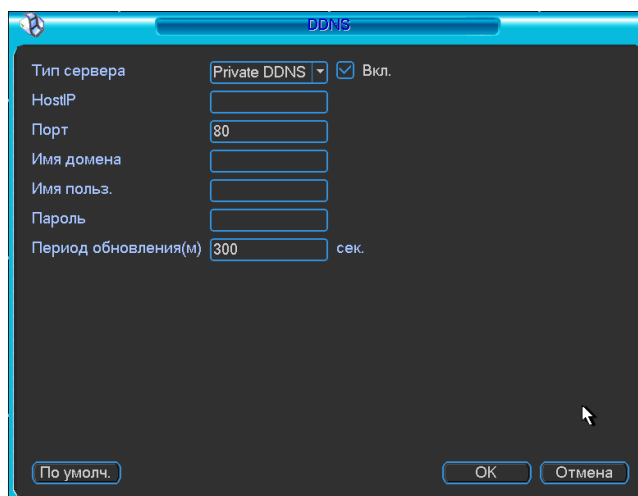 DDNS
Тип сервера Private DDNS Вкл.
HostIP
Порт 80
Имя домена
Имя польз.
Пароль
Период обновления(м) 300 сек.
По умолч. OK Отмена